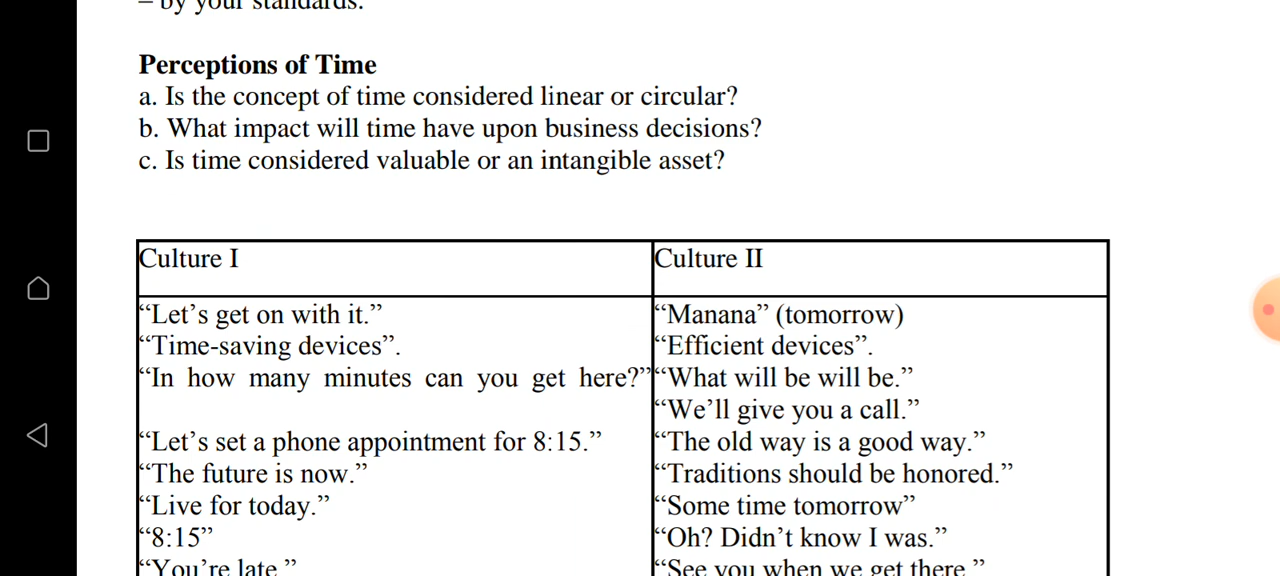 – by your standards.
Perceptions of Time
a. Is the concept of time considered linear or circular?
b. What impact will time have upon business decisions?
c. Is time considered valuable or an intangible asset?
Culture I
Culture II
“Let’s get on with it.”
“Time-saving devices”.
“In how many minutes can you get here?”
“Let’s set a phone appointment for 8:15.”
“The future is now.”
“Live for today.”
“8:15”
“You’re late.”
“Manana” (tomorrow)
“Efficient devices”.
“What will be will be.”
“We’ll give you a call.”
“The old way is a good way.”
“Traditions should be honored.”
“Some time tomorrow”
“Oh? Didn’t know I was.”
“See you when we get there.”